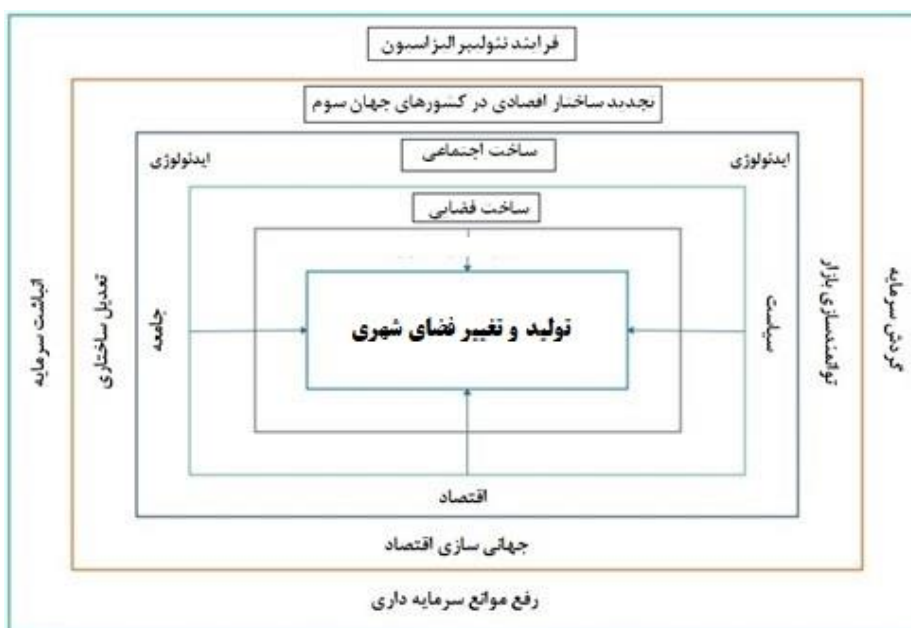 فرایند نئولیبرالیزاسیون
تجدید ساختار اقصادی در کشورهای جهان سوم
ساخت اجتماعی
ایدئولوژی
ایدئولوژی
ساخت فضایی
گردش سرمایه
توانمندسازی بازار
سیاست
تولید و تغییر فضای شهری
جامعه
تعدیل ساختاری
انباشت سرمایه
اقتصاد
جهانی سازی اقتصاد
رفع موانع سرمایه داری